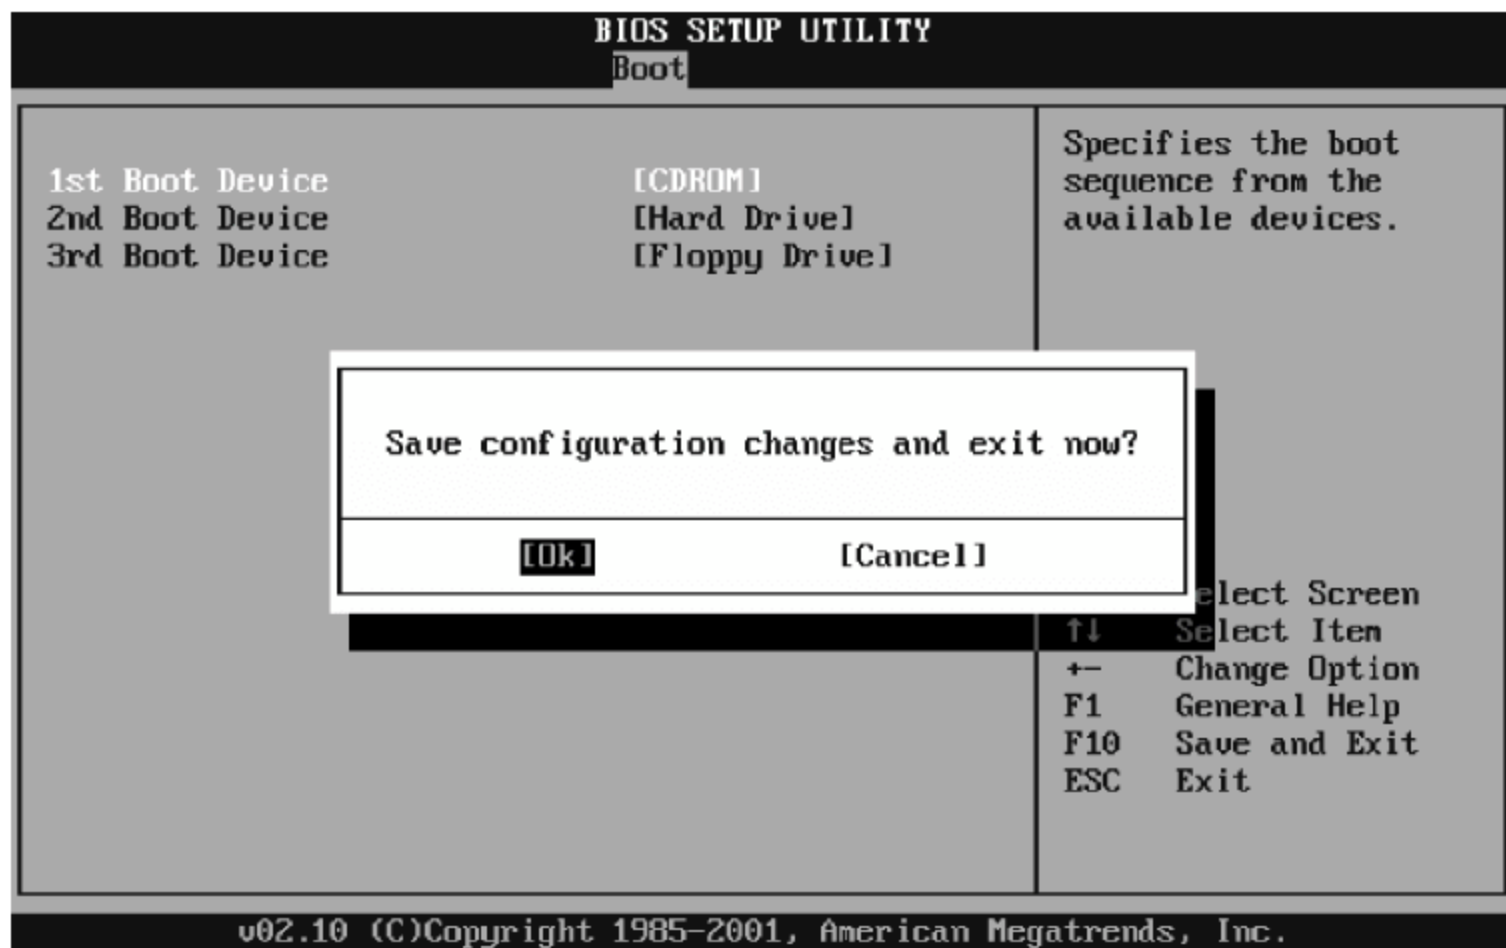 BIOS SETUP UTILITY
Boot
1st Boot Device [CDROM]
2nd Boot Device [Hard Drive]
3rd Boot Device [Floppy Drive]
Specifies the boot
sequence from the
available devices.
Save configuration changes and exit now?
[Ok] [Cancel]
elect Screen
↑↓ Select Item
+- Change Option
F1 General Help
F10 Save and Exit
ESC Exit
v02.10 (C)Copyright 1985-2001, American Megatrends, Inc.